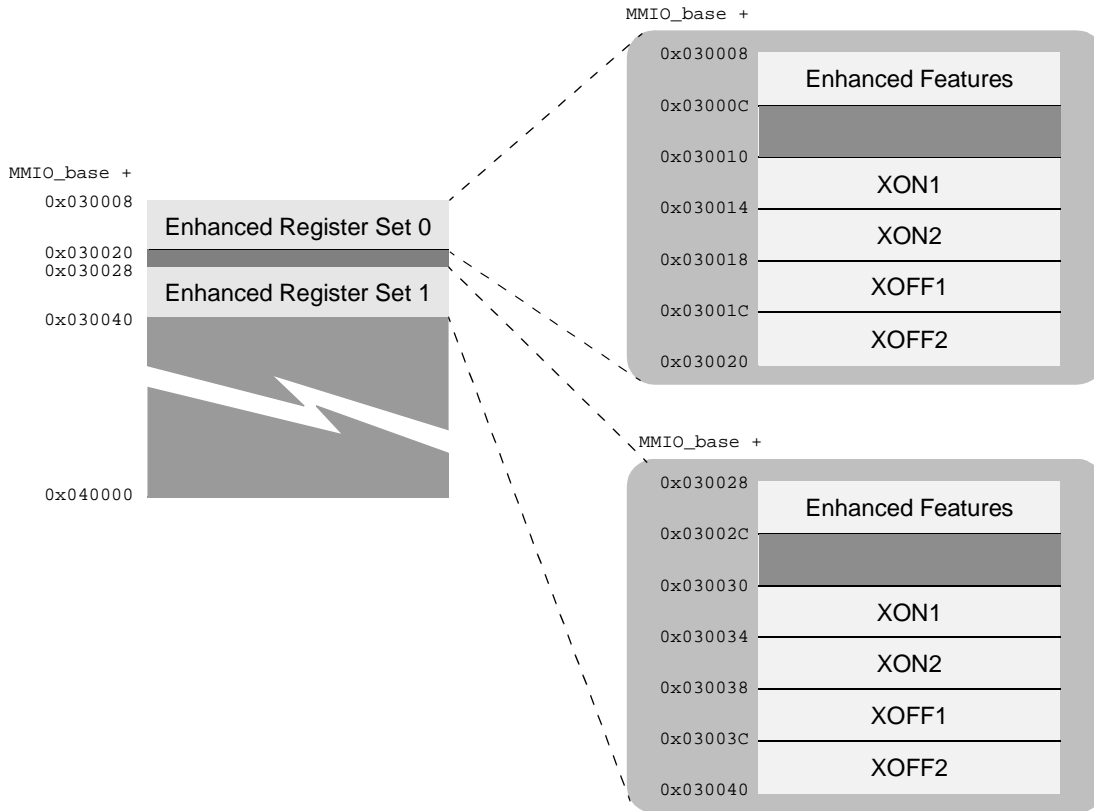 MMIO_base +
0x030008
Enhanced Register Set 0
0x030020
0x030028
Enhanced Register Set 1
0x030040
0x040000
MMIO_base +
0x030008
Enhanced Features
0x03000C
0x030010
XON1
0x030014
XON2
0x030018
XOFF1
0x03001C
XOFF2
0x030020
MMIO_base +
0x030028
Enhanced Features
0x03002C
0x030030
XON1
0x030034
XON2
0x030038
XOFF1
0x03003C
XOFF2
0x030040